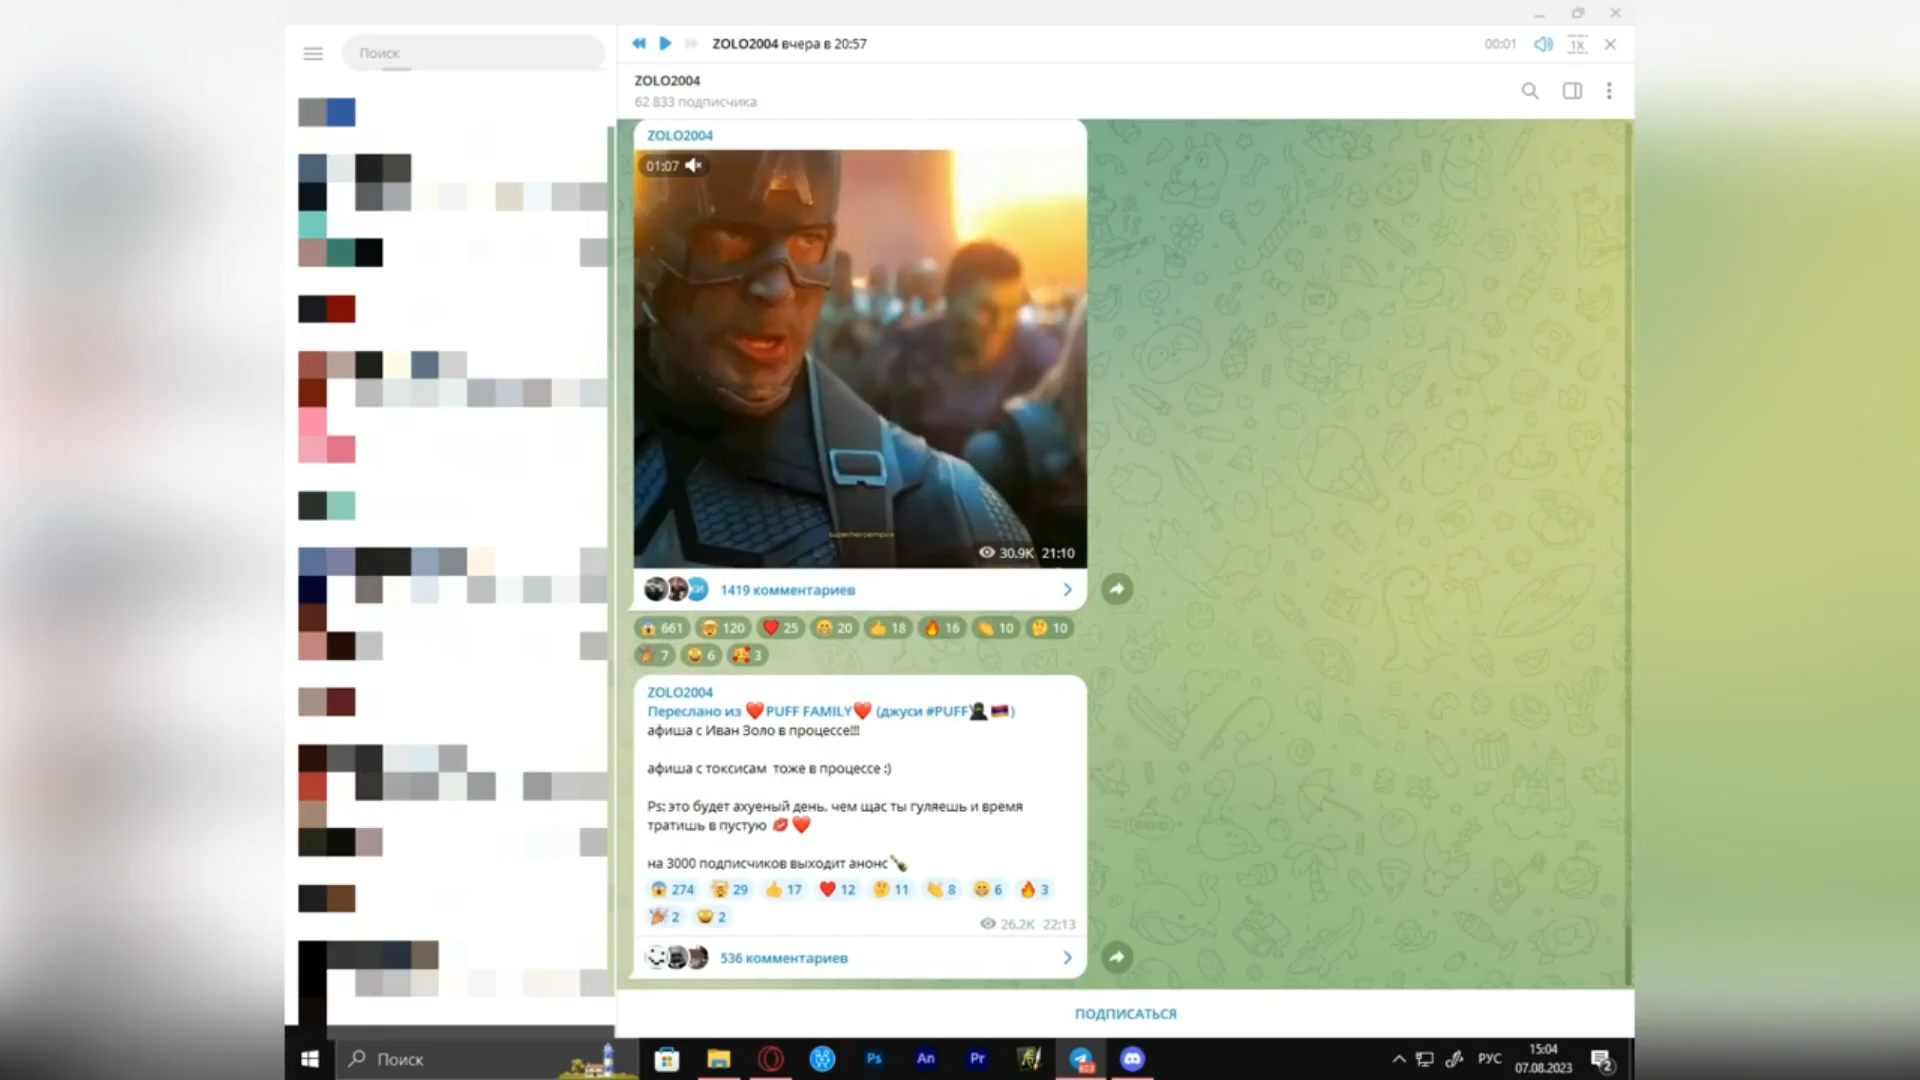 Поиск
ZOLO2004 вчера в 20:57
00:01
1X
ZOLO2004
62 833 подписчика
ZOLO2004
01:07
superheroempire
30.9K 21:10
1419 комментариев
661 120 25 20 18 16 10 10
7 6 3
ZOLO2004
Переслано из ❤️PUFF FAMILY❤️ (джуси #PUFF🥷🇦🇲)
афиша с Иван Золо в процессе!!!
афиша с токсисам тоже в процессе :)
Ps: это будет ахуеный день, чем щас ты гуляешь и время
тратишь в пустую 💋❤️
на 3000 подписчиков выходит анонс🍾
274 29 17 12 11 8 6 3
2 2
26.2K 22:13
536 комментариев
ПОДПИСАТЬСЯ
Поиск
Ps
An
Pr
РУС
15:04
07.08.2023
2